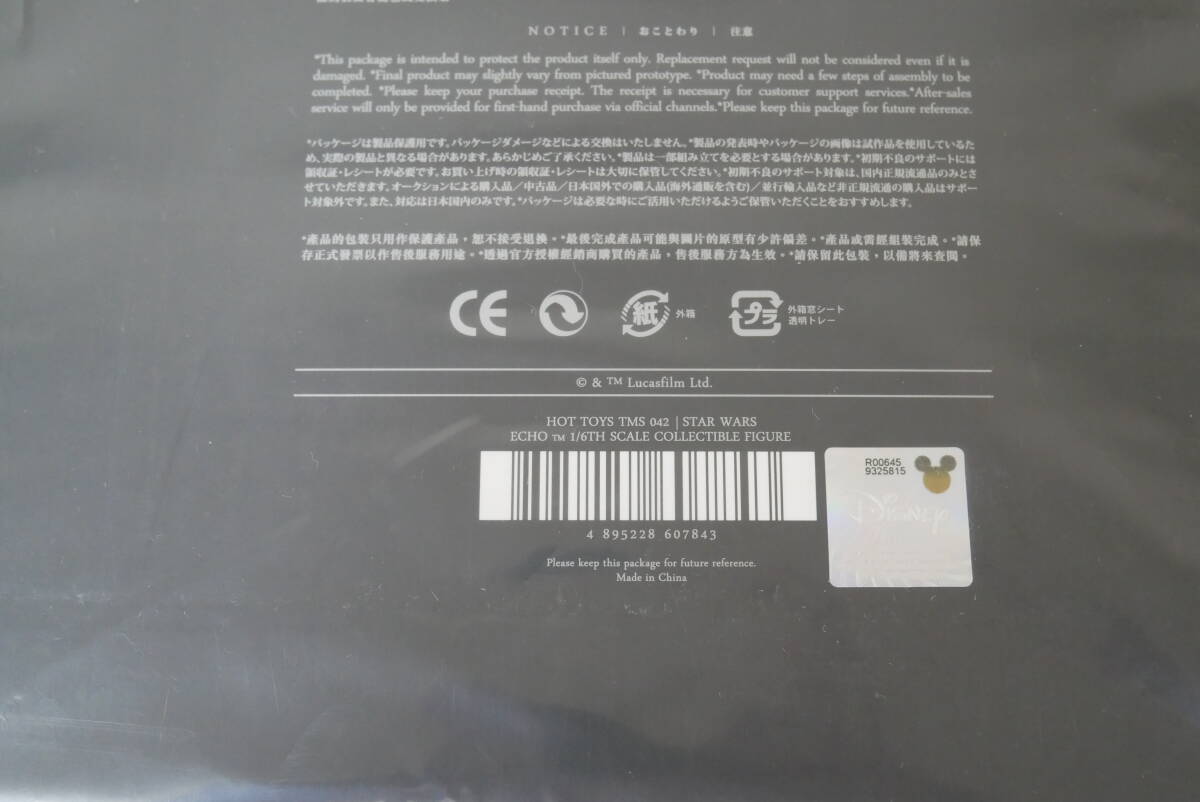 NOTICE | おことわり | 注意
*This package is intended to protect the product itself only. Replacement request will not be considered even if it is
damaged. *Final product may slightly vary from pictured prototype. *Product may need a few steps of assembly to be
completed. *Please keep your purchase receipt. The receipt is necessary for customer support services.*After-sales
service will only be provided for first-hand purchase via official channels.*Please keep this package for future reference.
*パッケージは製品保護用です。パッケージダメージなどによる交換はいたしません。*製品の発表時やパッケージの画像は試作品を使用しているた
め、実際の製品と異なる場合があります。あらかじめご了承ください。*製品は一部組み立てを必要とする場合があります。*初期不良のサポートには
領収証・レシートが必要です。お買い上げ時の領収証・レシートは大切に保管してください。*初期不良のサポート対象は、国内正規流通品のみとさ
せていただきます。オークションによる購入品／中古品／日本国外での購入品(海外通販を含む)／並行輸入品など非正規流通の購入品はサポー
ト対象外です。また、対応は日本国内のみです。*パッケージは必要な時にご活用いただけるようご保管いただくことをおすすめします。
*產品的包裝只用作保護產品，恕不接受退換。*最後完成產品可能與圖片的原型有少許偏差。*產品或需經組裝完成。*請保
存正式發票以作售後服務用途。*透過官方授權經銷商購買的產品，售後服務方為生效。*請保留此包裝，以備將來查閱。
CE
紙 外箱
プラ 外箱窓シート
透明トレー
© & ™ Lucasfilm Ltd.
HOT TOYS TMS 042 | STAR WARS
ECHO ™ 1/6TH SCALE COLLECTIBLE FIGURE
R00645
9325815
Disney
4 895228 607843
Please keep this package for future reference.
Made in China